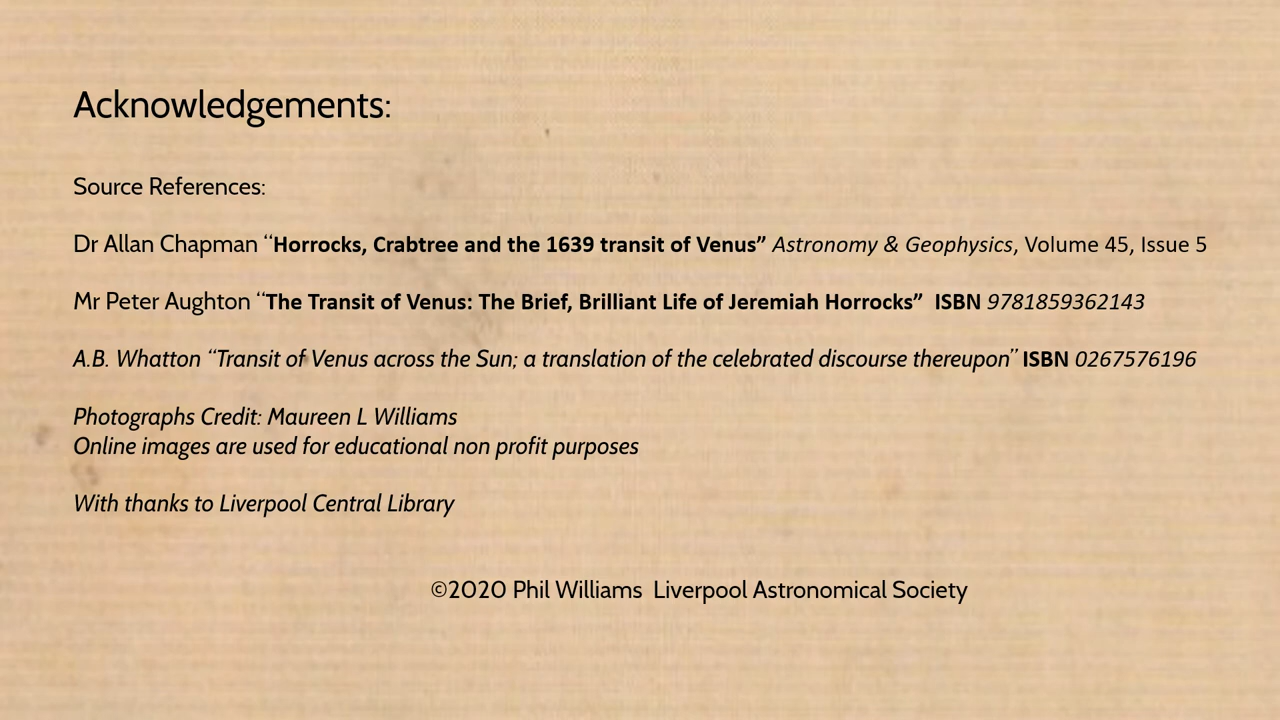 Acknowledgements:
Source References:
Dr Allan Chapman “Horrocks, Crabtree and the 1639 transit of Venus” Astronomy & Geophysics, Volume 45, Issue 5
Mr Peter Aughton “The Transit of Venus: The Brief, Brilliant Life of Jeremiah Horrocks” ISBN 9781859362143
A.B. Whatton “Transit of Venus across the Sun; a translation of the celebrated discourse thereupon” ISBN 0267576196
Photographs Credit: Maureen L Williams
Online images are used for educational non profit purposes
With thanks to Liverpool Central Library
©2020 Phil Williams Liverpool Astronomical Society